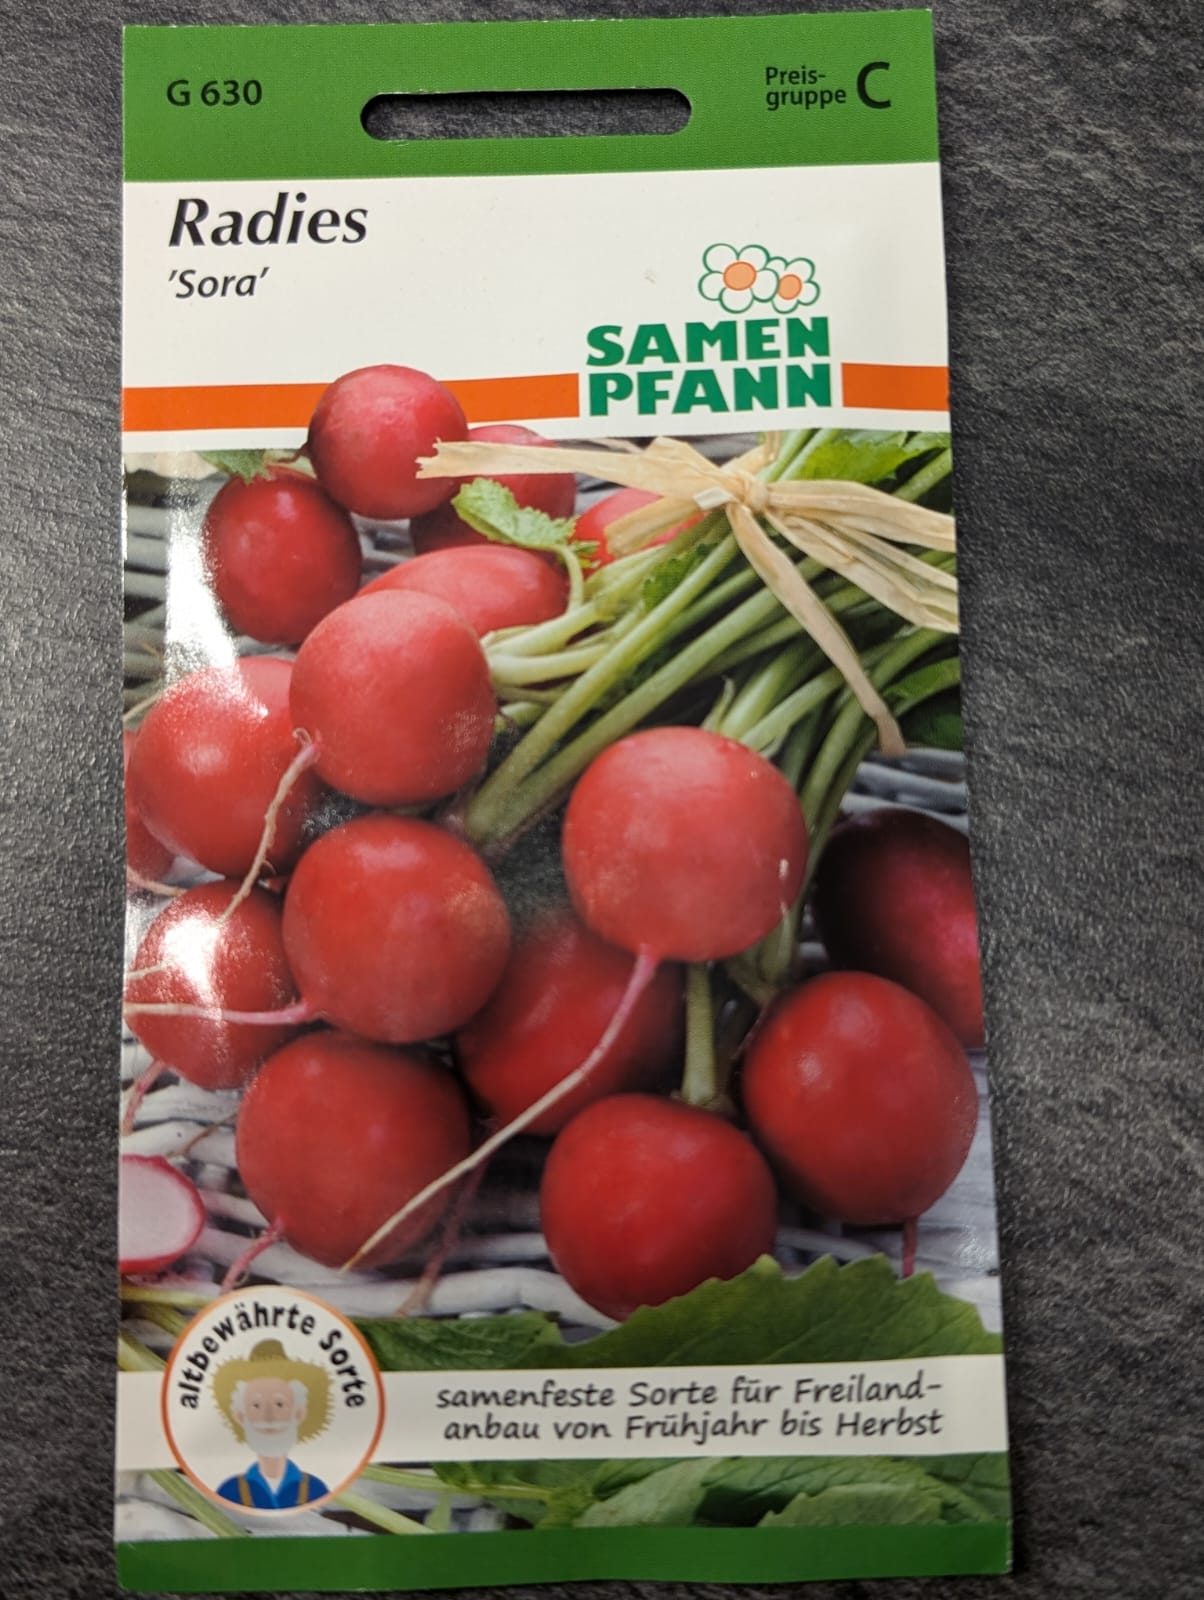 G 630
Preis-
gruppe C
Radies
'Sora'
SAMEN
PFANN
altbewährte Sorte
samenfeste Sorte für Freiland-
anbau von Frühjahr bis Herbst